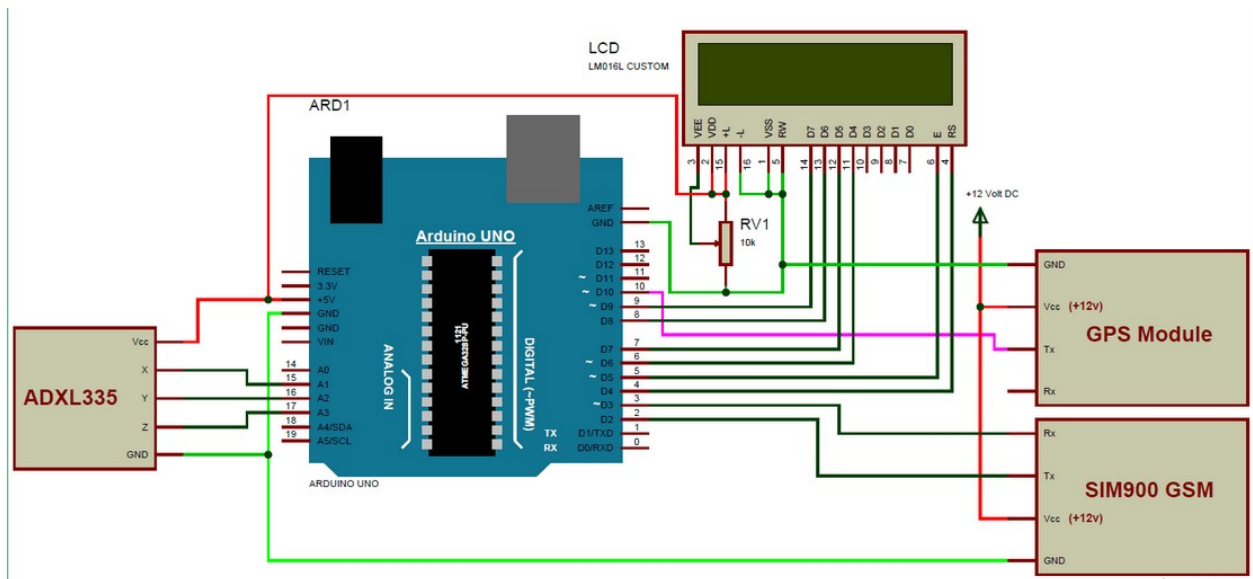 LCD
LM016L CUSTOM
VEE
VDD
+L
-L
VSS
RW
D7
D6
D5
D4
D3
D2
D1
D0
E
RS
3
2
15
16
1
5
14
13
12
11
10
9
8
7
6
4
ARD1
+12 Volt DC
RV1
10k
Arduino UNO
AREF
GND
D13 13
D12 12
~ D11 11
~ D10 10
~ D9 9
D8 8
D7 7
~ D6 6
~ D5 5
D4 4
~D3 3
D2 2
TX D1/TXD 1
RX D0/RXD 0
RESET
3.3V
+5V
GND
GND
VIN
14 A0
15 A1
16 A2
17 A3
18 A4/SDA
19 A5/SCL
ANALOG IN
1121
ATMEGA328P-PU
DIGITAL (~PWM)
ARDUINO UNO
ADXL335
Vcc
X
Y
Z
GND
GND
Vcc (+12v)
GPS Module
Tx
Rx
Rx
Tx
SIM900 GSM
Vcc (+12v)
GND